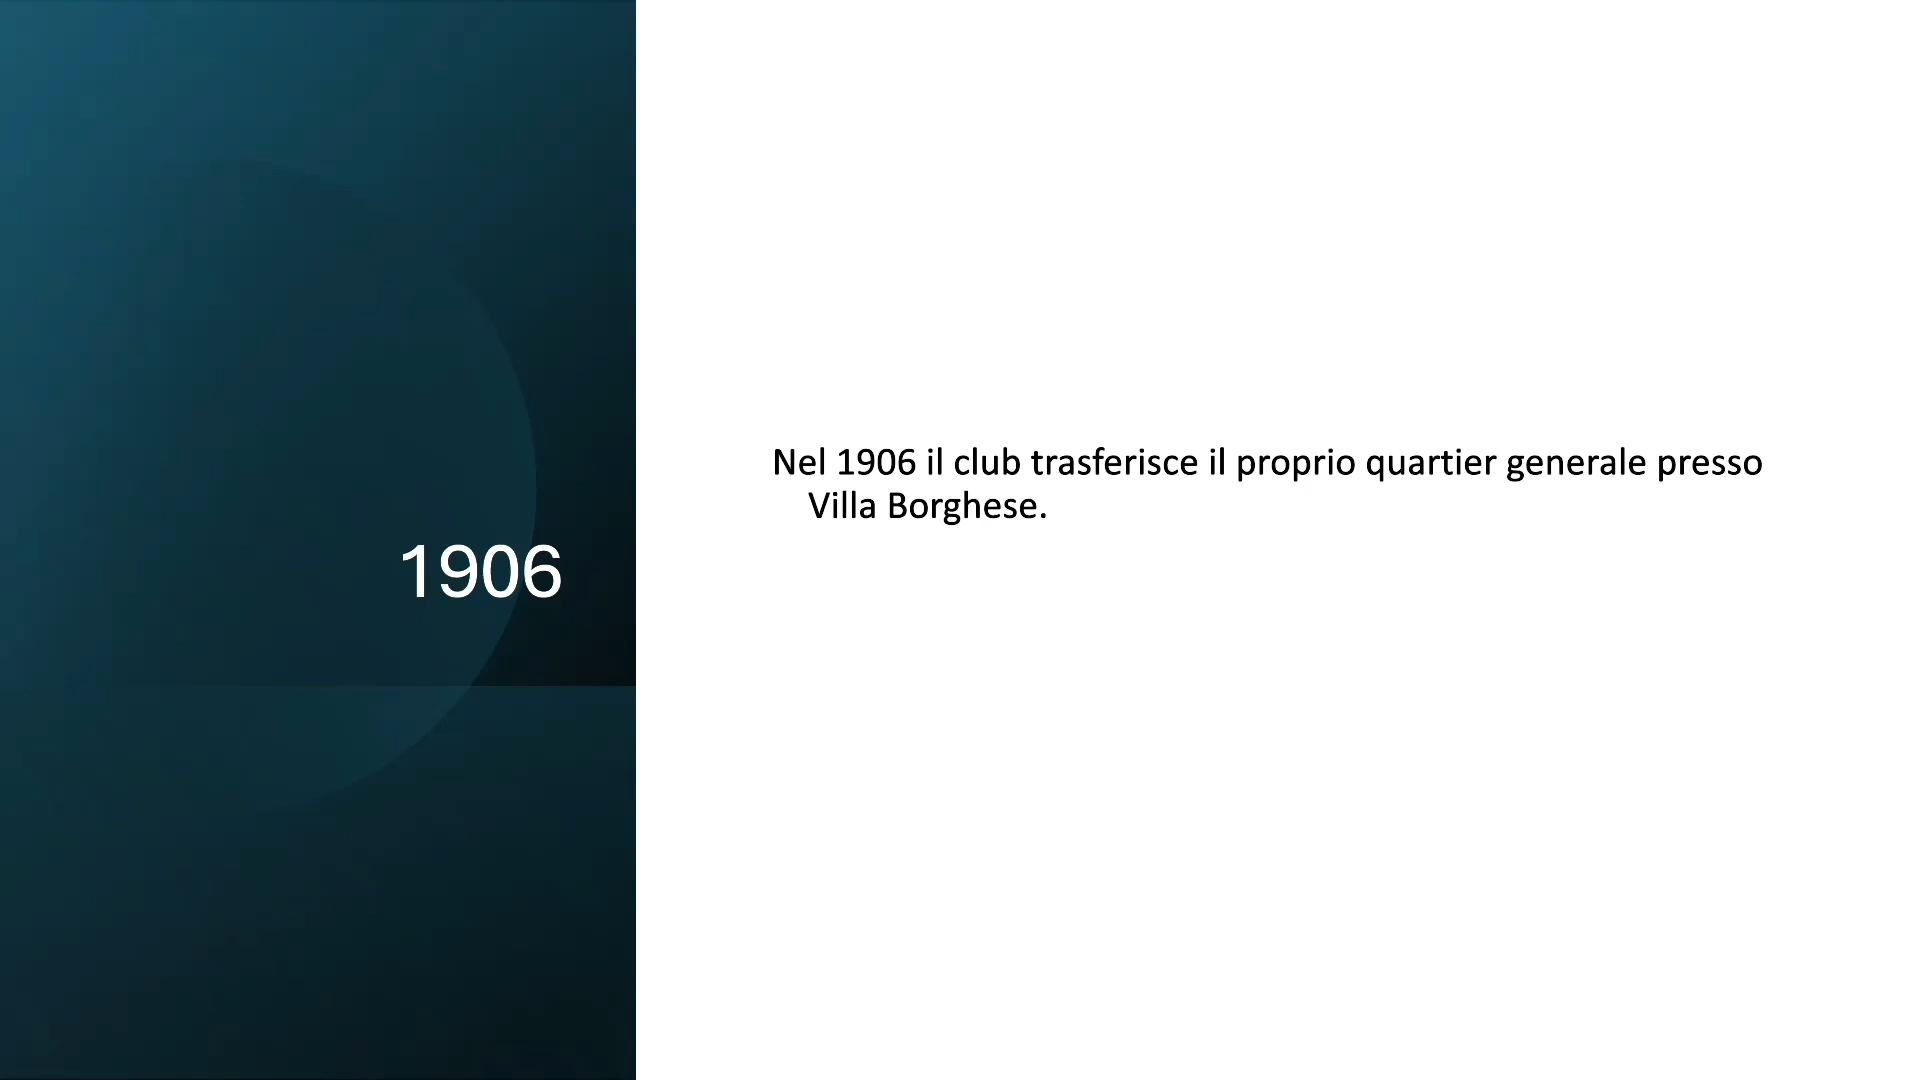 1906
Nel 1906 il club trasferisce il proprio quartier generale presso
Villa Borghese.